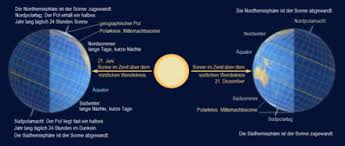 Die Nordhemisphäre ist der Sonne zugewandt.
Nordpolartag: Der Pol erhält ein halbes
Jahr lang täglich 24 Stunden Sonne
geographischer Pol
Polarkreis: Mitternachtssonne
Nordsommer:
lange Tage, kurze Nächte
21. Juni
Sonne im Zenit über dem
nördlichen Wendekreis
Äquator
Südwinter:
lange Nächte, kurze Tage
Südpolarnacht: Der Pol liegt fast ein halbes
Jahr lang täglich 24 Stunden im Dunkeln
Die Südhemisphäre ist der Sonne abgewandt.
Die Nordhemisphäre ist der Sonne abgewandt.
Nordpolarnacht
Nordwinter
Äquator
Sonne im Zenit über dem
südlichen Wendekreis
21. Dezember
Südsommer
Polarkreis: Mitternachtssonne
Südpolartag
Die Südhemisphäre ist der Sonne zugewandt.